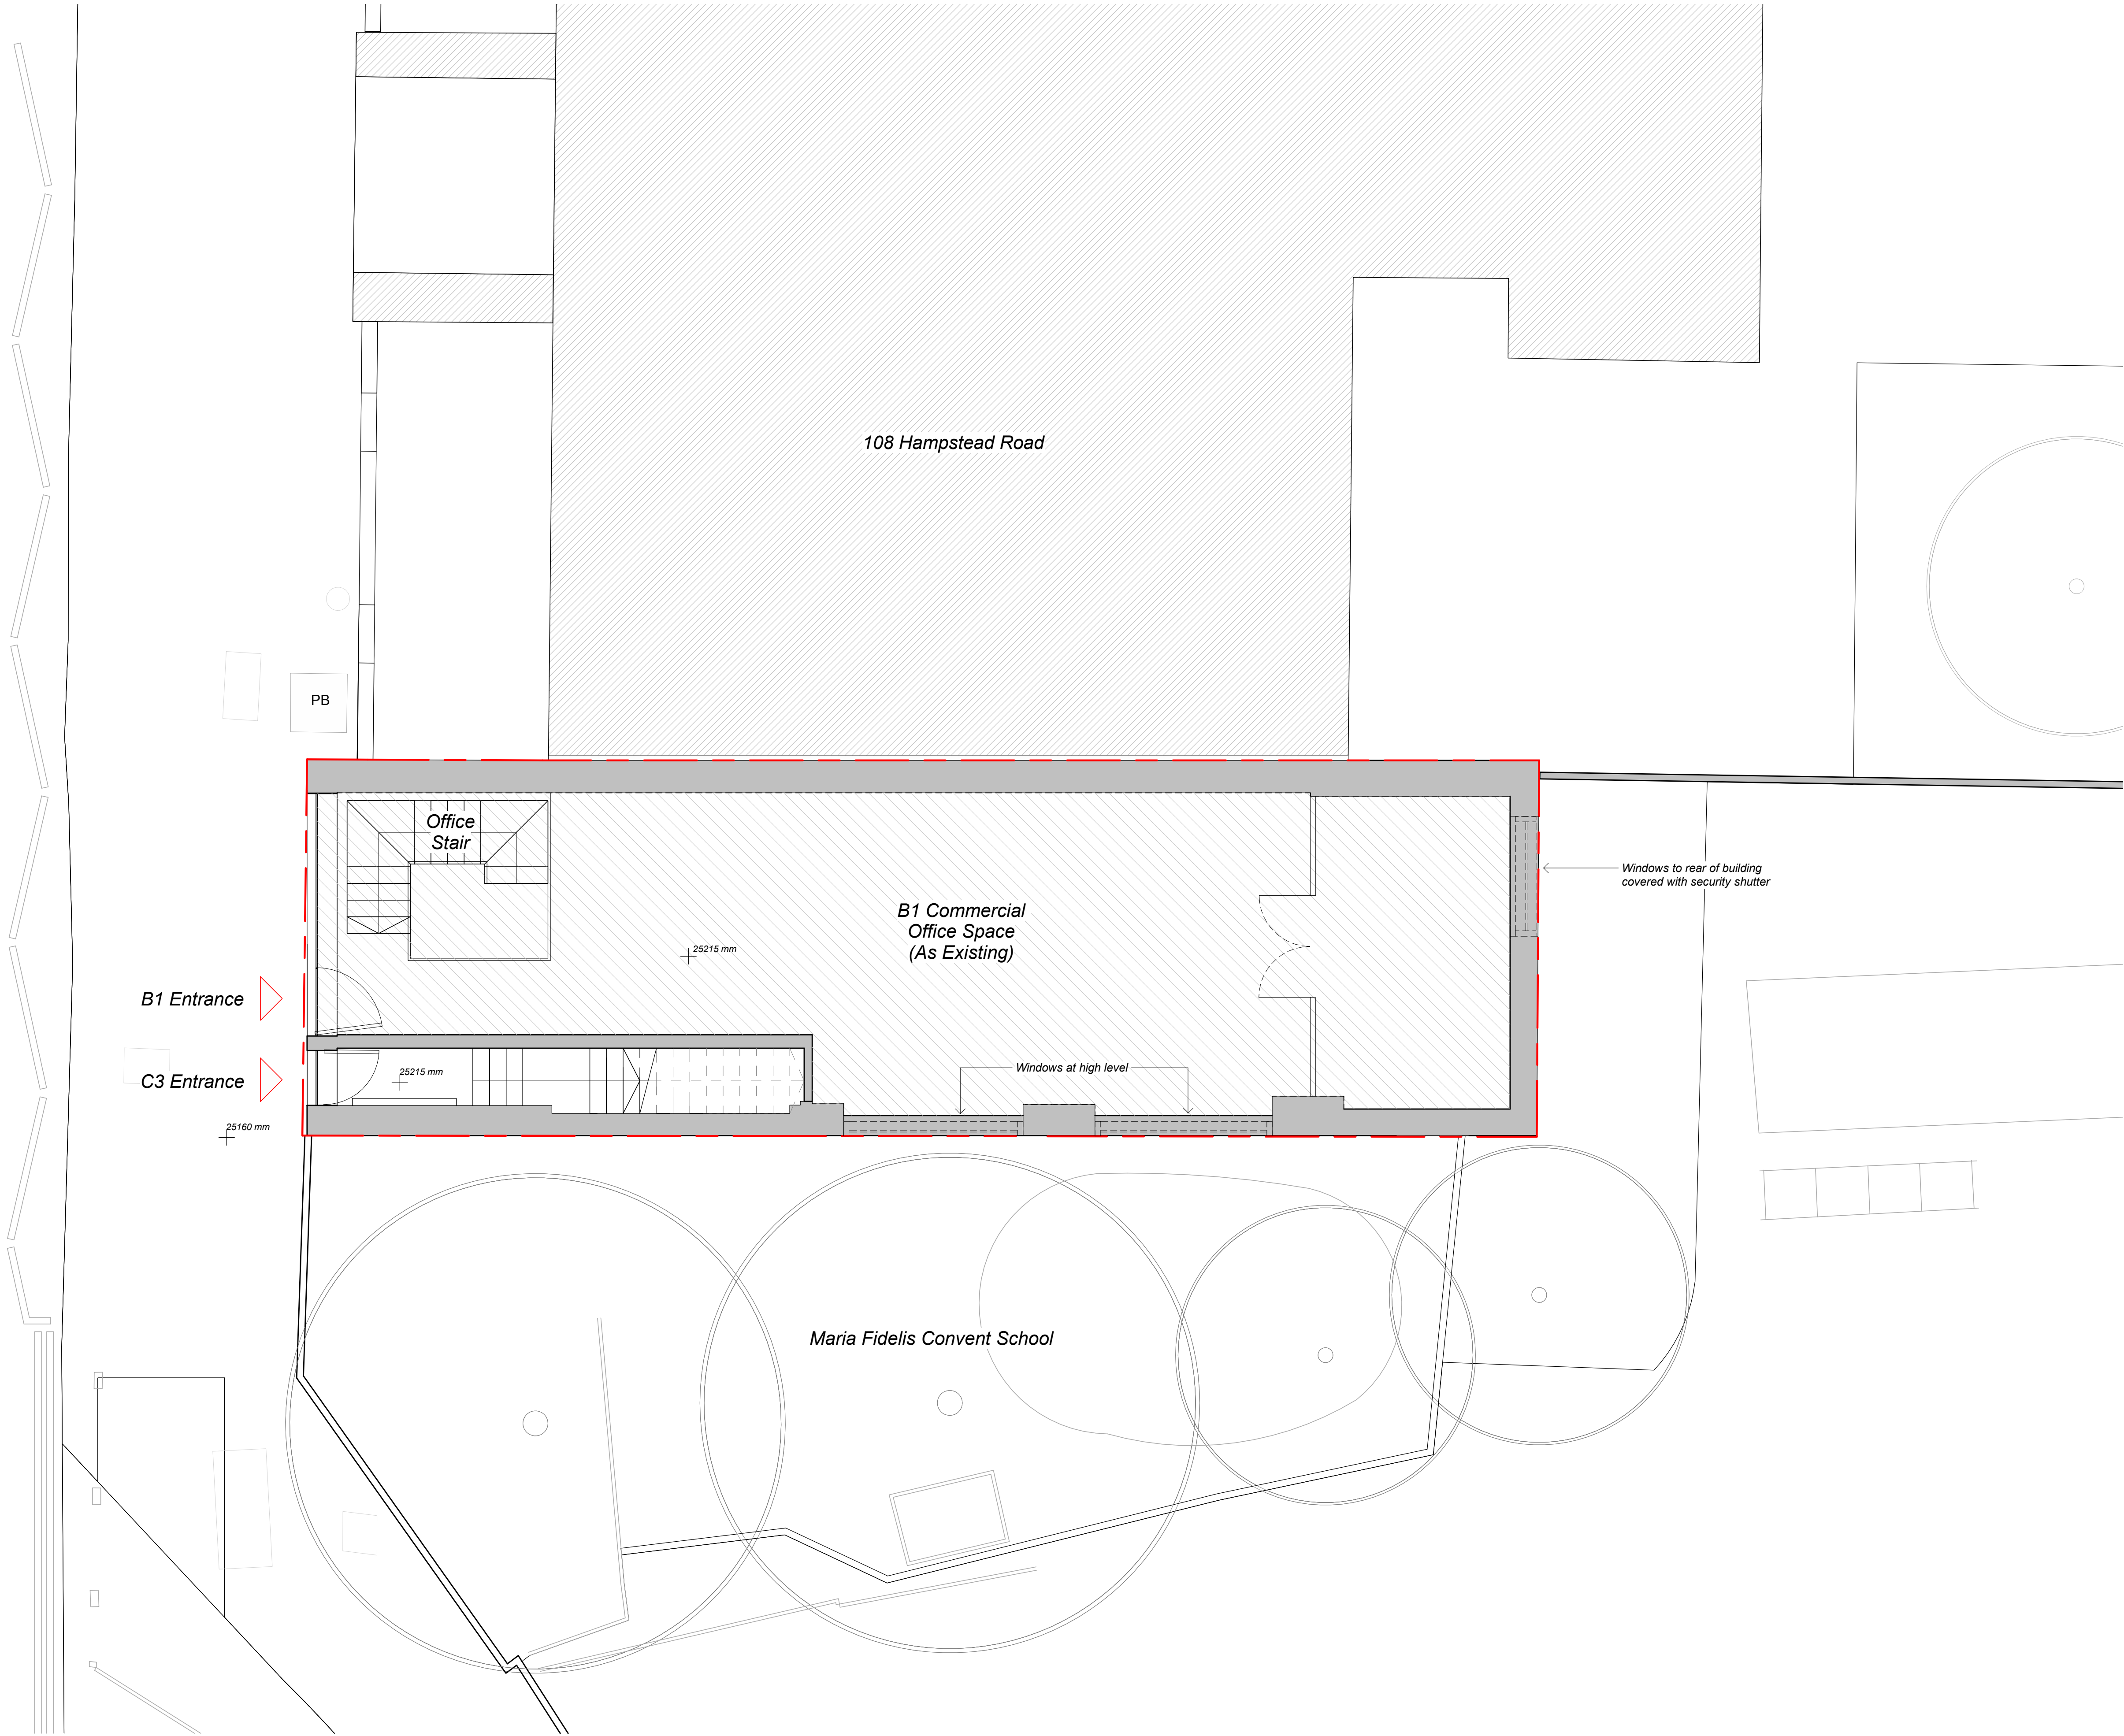 108 Hampstead Road
PB
Office
Stair
Windows to rear of building
covered with security shutter
B1 Commercial
Office Space
(As Existing)
25215 mm
B1 Entrance
Windows at high level
25215 mm
C3 Entrance
25160 mm
Maria Fidelis Convent School